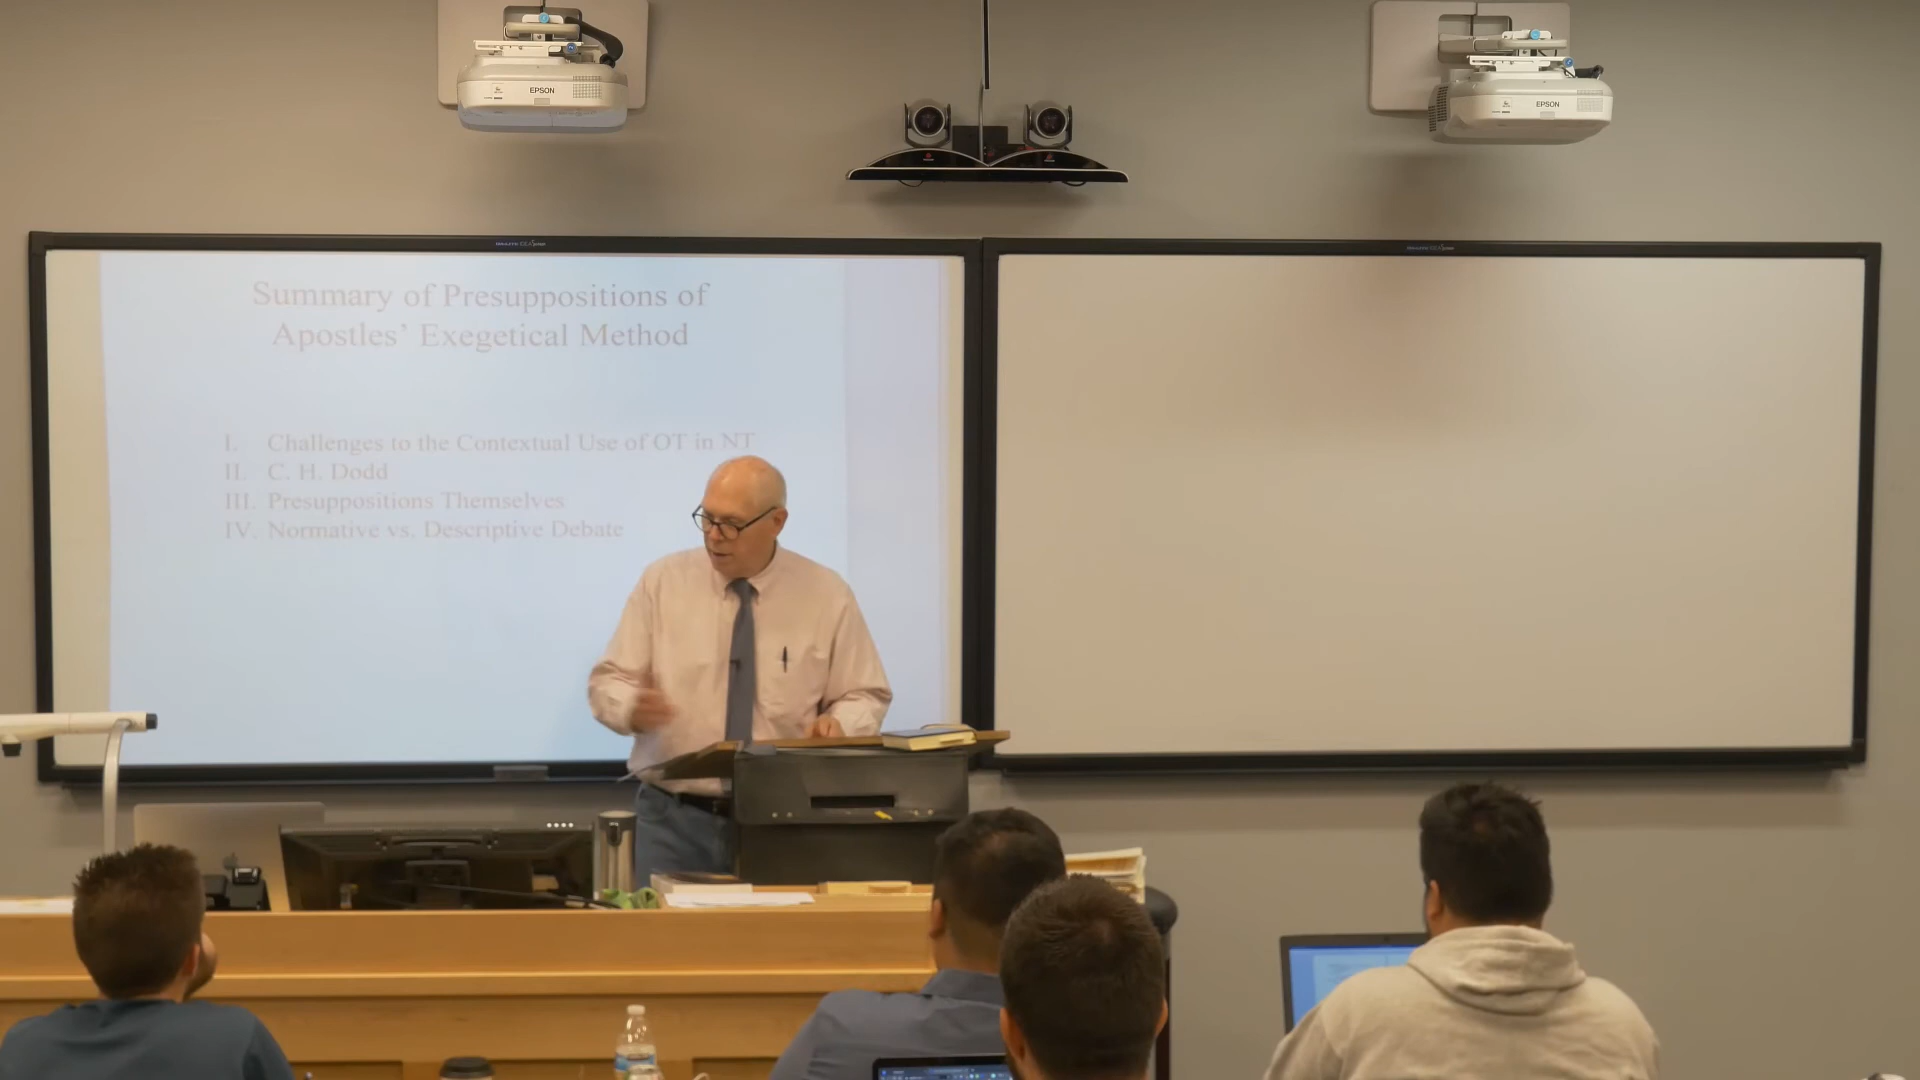 EPSON
EPSON
Summary of Presuppositions of
Apostles' Exegetical Method
I. Challenges to the Contextual Use of OT in NT
II. C. H. Dodd
III. Presuppositions Themselves
IV. Normative vs. Descriptive Debate